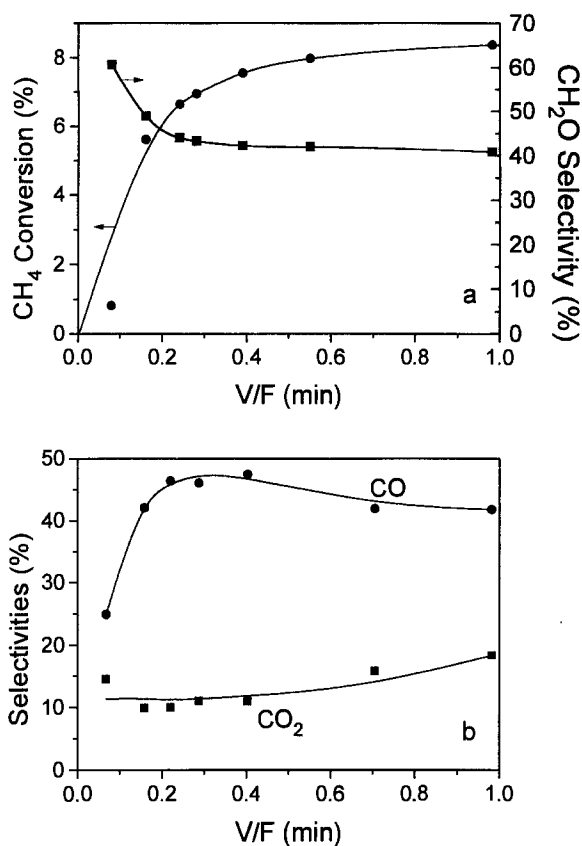 8
6
4
2
0
CH₄ Conversion (%)
70
60
50
40
30
20
10
0
CH₂O Selectivity (%)
a
0.0 0.2 0.4 0.6 0.8 1.0
V/F (min)
50
40
30
20
10
0
Selectivities (%)
CO
CO₂
b
0.0 0.2 0.4 0.6 0.8 1.0
V/F (min)